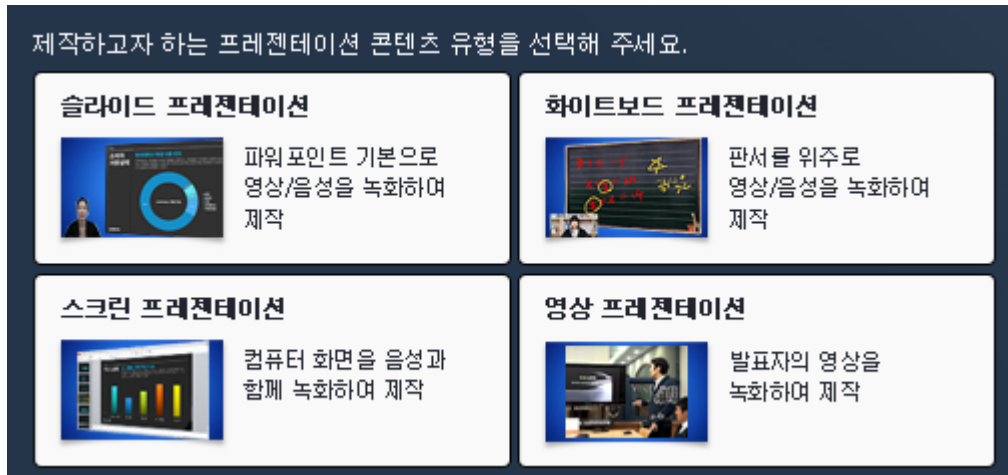 제작하고자 하는 프레젠테이션 콘텐츠 유형을 선택해 주세요.
슬라이드 프레젠테이션
파워포인트 기본으로
영상/음성을 녹화하여
제작
화이트보드 프레젠테이션
판서를 위주로
영상/음성을 녹화하여
제작
스크린 프레젠테이션
컴퓨터 화면을 음성과
함께 녹화하여 제작
영상 프레젠테이션
발표자의 영상을
녹화하여 제작